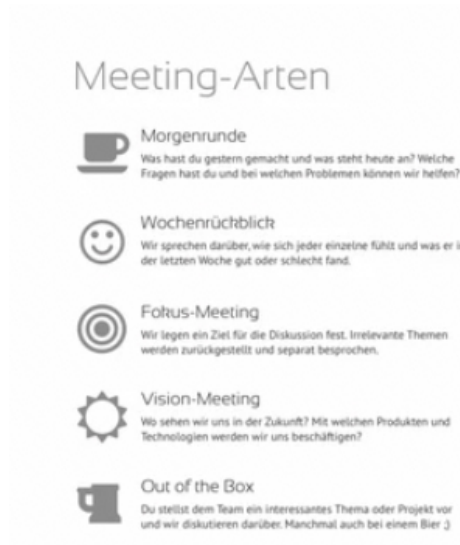 Meeting-Arten
Morgenrunde
Was hast du gestern gemacht und was steht heute an? Welche
Fragen hast du und bei welchen Problemen können wir helfen?
Wochenrückblick
Wir sprechen darüber, wie sich jeder einzelne fühlt und was er
der letzten Woche gut oder schlecht fand.
Fokus-Meeting
Wir legen ein Ziel für die Diskussion fest. Irrelevante Themen
werden zurückgestellt und separat besprochen.
Vision-Meeting
Wo sehen wir uns in der Zukunft? Mit welchen Produkten und
Technologien werden wir uns beschäftigen?
Out of the Box
Du stellst dem Team ein interessantes Thema oder Projekt vor
und wir diskutieren darüber. Manchmal auch bei einem Bier ;)